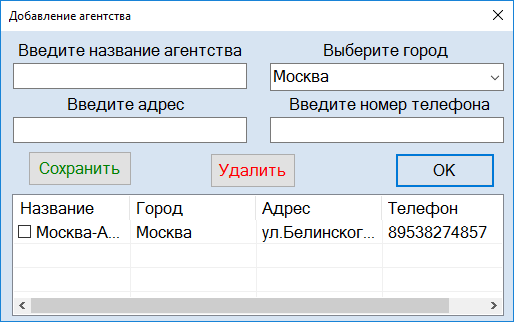 Добавление агентства
Введите название агентства
Выберите город
Москва
Введите адрес
Введите номер телефона
Сохранить
Удалить
OK
Название Город Адрес Телефон
Москва-А... Москва ул.Белинског... 89538274857